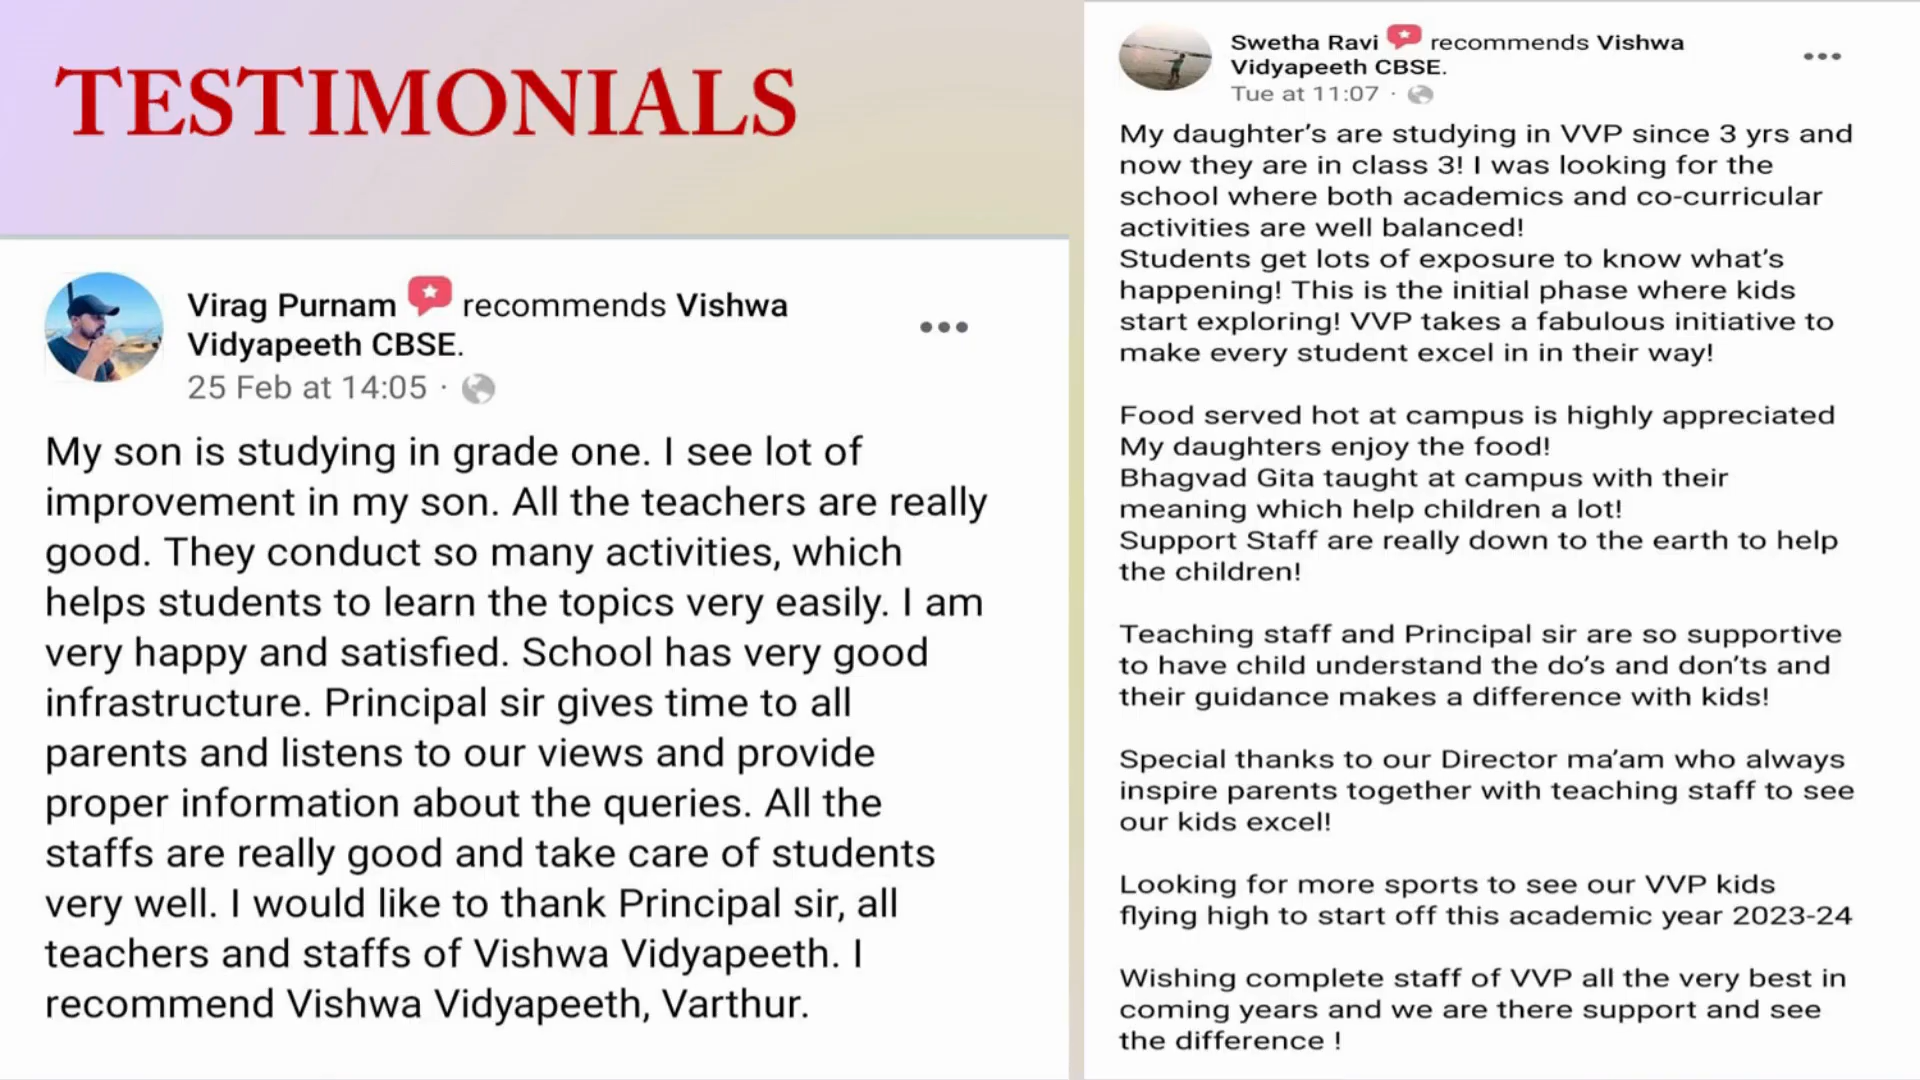 TESTIMONIALS
Virag Purnam recommends Vishwa
Vidyapeeth CBSE.
25 Feb at 14:05 ·
My son is studying in grade one. I see lot of
improvement in my son. All the teachers are really
good. They conduct so many activities, which
helps students to learn the topics very easily. I am
very happy and satisfied. School has very good
infrastructure. Principal sir gives time to all
parents and listens to our views and provide
proper information about the queries. All the
staffs are really good and take care of students
very well. I would like to thank Principal sir, all
teachers and staffs of Vishwa Vidyapeeth. I
recommend Vishwa Vidyapeeth, Varthur.
Swetha Ravi recommends Vishwa
Vidyapeeth CBSE.
Tue at 11:07 ·
My daughter’s are studying in VVP since 3 yrs and
now they are in class 3! I was looking for the
school where both academics and co-curricular
activities are well balanced!
Students get lots of exposure to know what’s
happening! This is the initial phase where kids
start exploring! VVP takes a fabulous initiative to
make every student excel in in their way!
Food served hot at campus is highly appreciated
My daughters enjoy the food!
Bhagvad Gita taught at campus with their
meaning which help children a lot!
Support Staff are really down to the earth to help
the children!
Teaching staff and Principal sir are so supportive
to have child understand the do’s and don’ts and
their guidance makes a difference with kids!
Special thanks to our Director ma’am who always
inspire parents together with teaching staff to see
our kids excel!
Looking for more sports to see our VVP kids
flying high to start off this academic year 2023-24
Wishing complete staff of VVP all the very best in
coming years and we are there support and see
the difference !